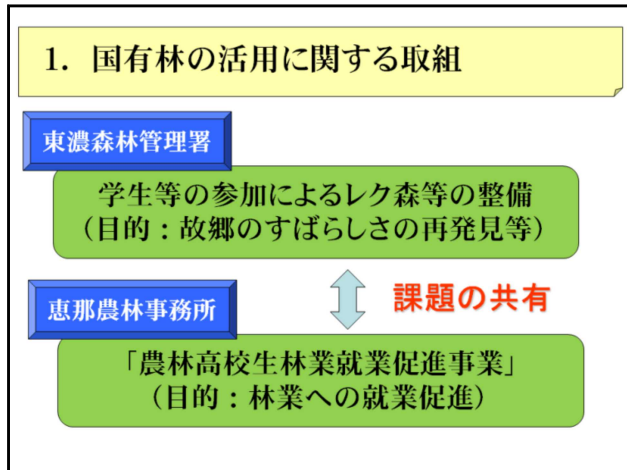 1. 国有林の活用に関する取組
東濃森林管理署
学生等の参加によるレク森等の整備
（目的：故郷のすばらしさの再発見等）
課題の共有
恵那農林事務所
「農林高校生林業就業促進事業」
（目的：林業への就業促進）